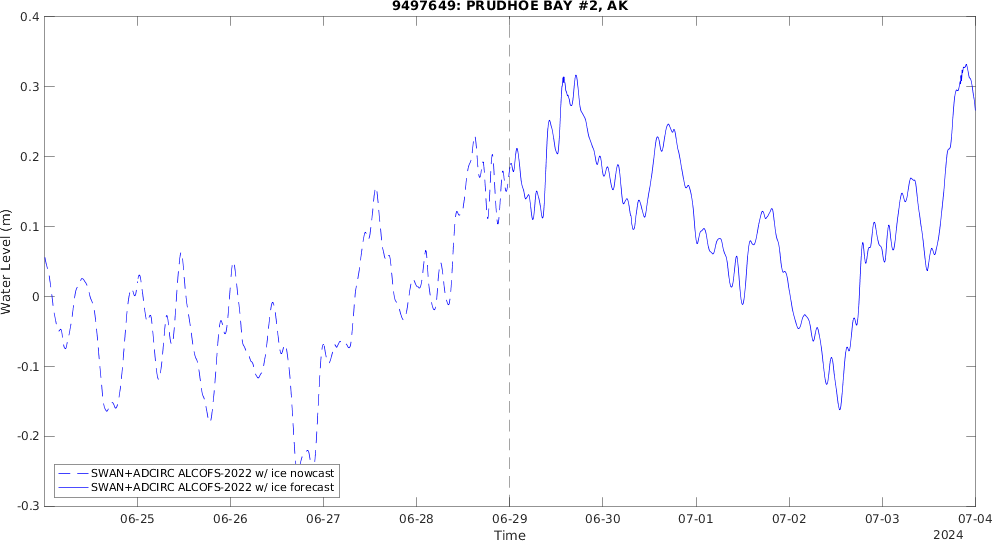 9497649: PRUDHOE BAY #2, AK
0.4
0.3
0.2
0.1
0
-0.1
-0.2
-0.3
Water Level (m)
SWAN+ADCIRC ALCOFS-2022 w/ ice nowcast
SWAN+ADCIRC ALCOFS-2022 w/ ice forecast
06-25 06-26 06-27 06-28 06-29 06-30 07-01 07-02 07-03 07-04
Time
2024